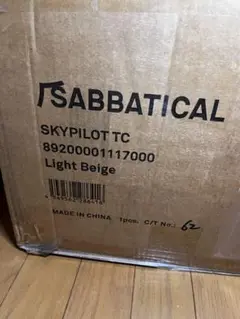 SABBATICAL
SKYPILOT TC
89200001117000
Light Beige
MADE IN CHINA 1pcs. C/T No.: 62